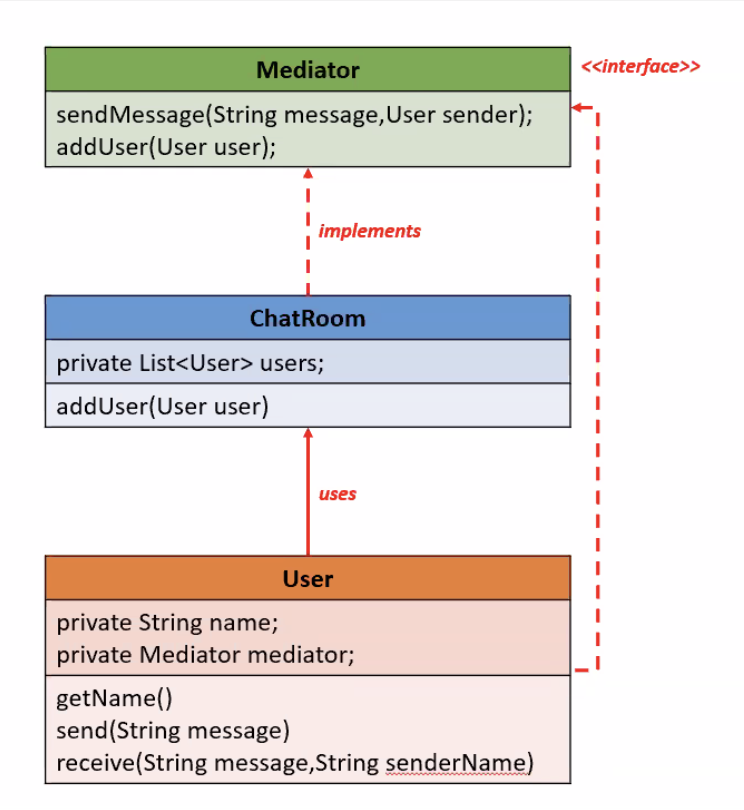 Mediator
<<interface>>
sendMessage(String message,User sender);
addUser(User user);
implements
ChatRoom
private List<User> users;
addUser(User user)
uses
User
private String name;
private Mediator mediator;
getName()
send(String message)
receive(String message,String senderName)